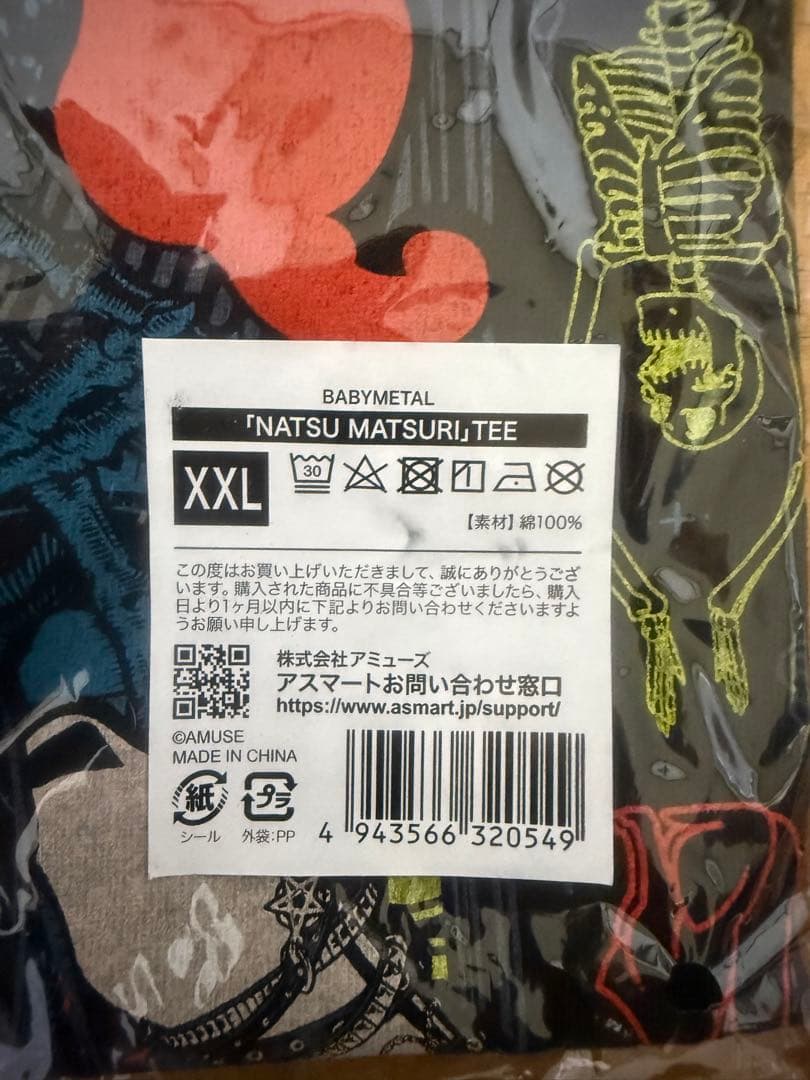 BABYMETAL
「NATSU MATSURI」TEE
XXL
30
【素材】綿100%
この度はお買い上げいただきまして、誠にありがとうござ
います。購入された商品に不具合等ございましたら、購入
日より1ヶ月以内に下記よりお問い合わせくださいますよ
うお願い申し上げます。
株式会社アミューズ
アスマートお問い合わせ窓口
https://www.asmart.jp/support/
©AMUSE
MADE IN CHINA
紙
プラ
シール
外袋:PP
4 943566 320549